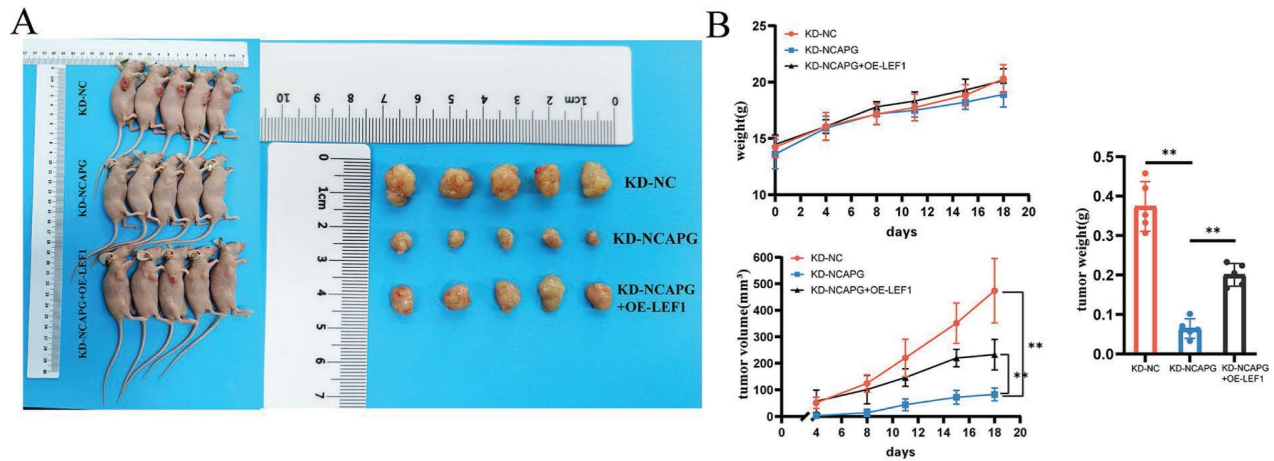 A
KD-NC
KD-NCAPG
KD-NCAPG+OE-LEF1
10 9 8 7 6 5 4 3 2 1cm 0
0
1cm
2
3
4
5
6
7
KD-NC
KD-NCAPG
KD-NCAPG
+OE-LEF1
B
KD-NC
KD-NCAPG
KD-NCAPG+OE-LEF1
weight(g)
25
20
15
10
0 2 4 6 8 10 12 14 16 18 20
days
KD-NC
KD-NCAPG
KD-NCAPG+OE-LEF1
tumor volume(mm³)
600
500
400
300
200
100
0
0 4 6 8 10 12 14 16 18 20
days
**
**
tumor weight(g)
0.5
0.4
0.3
0.2
0.1
0.0
**
**
KD-NC KD-NCAPG KD-NCAPG
+OE-LEF1